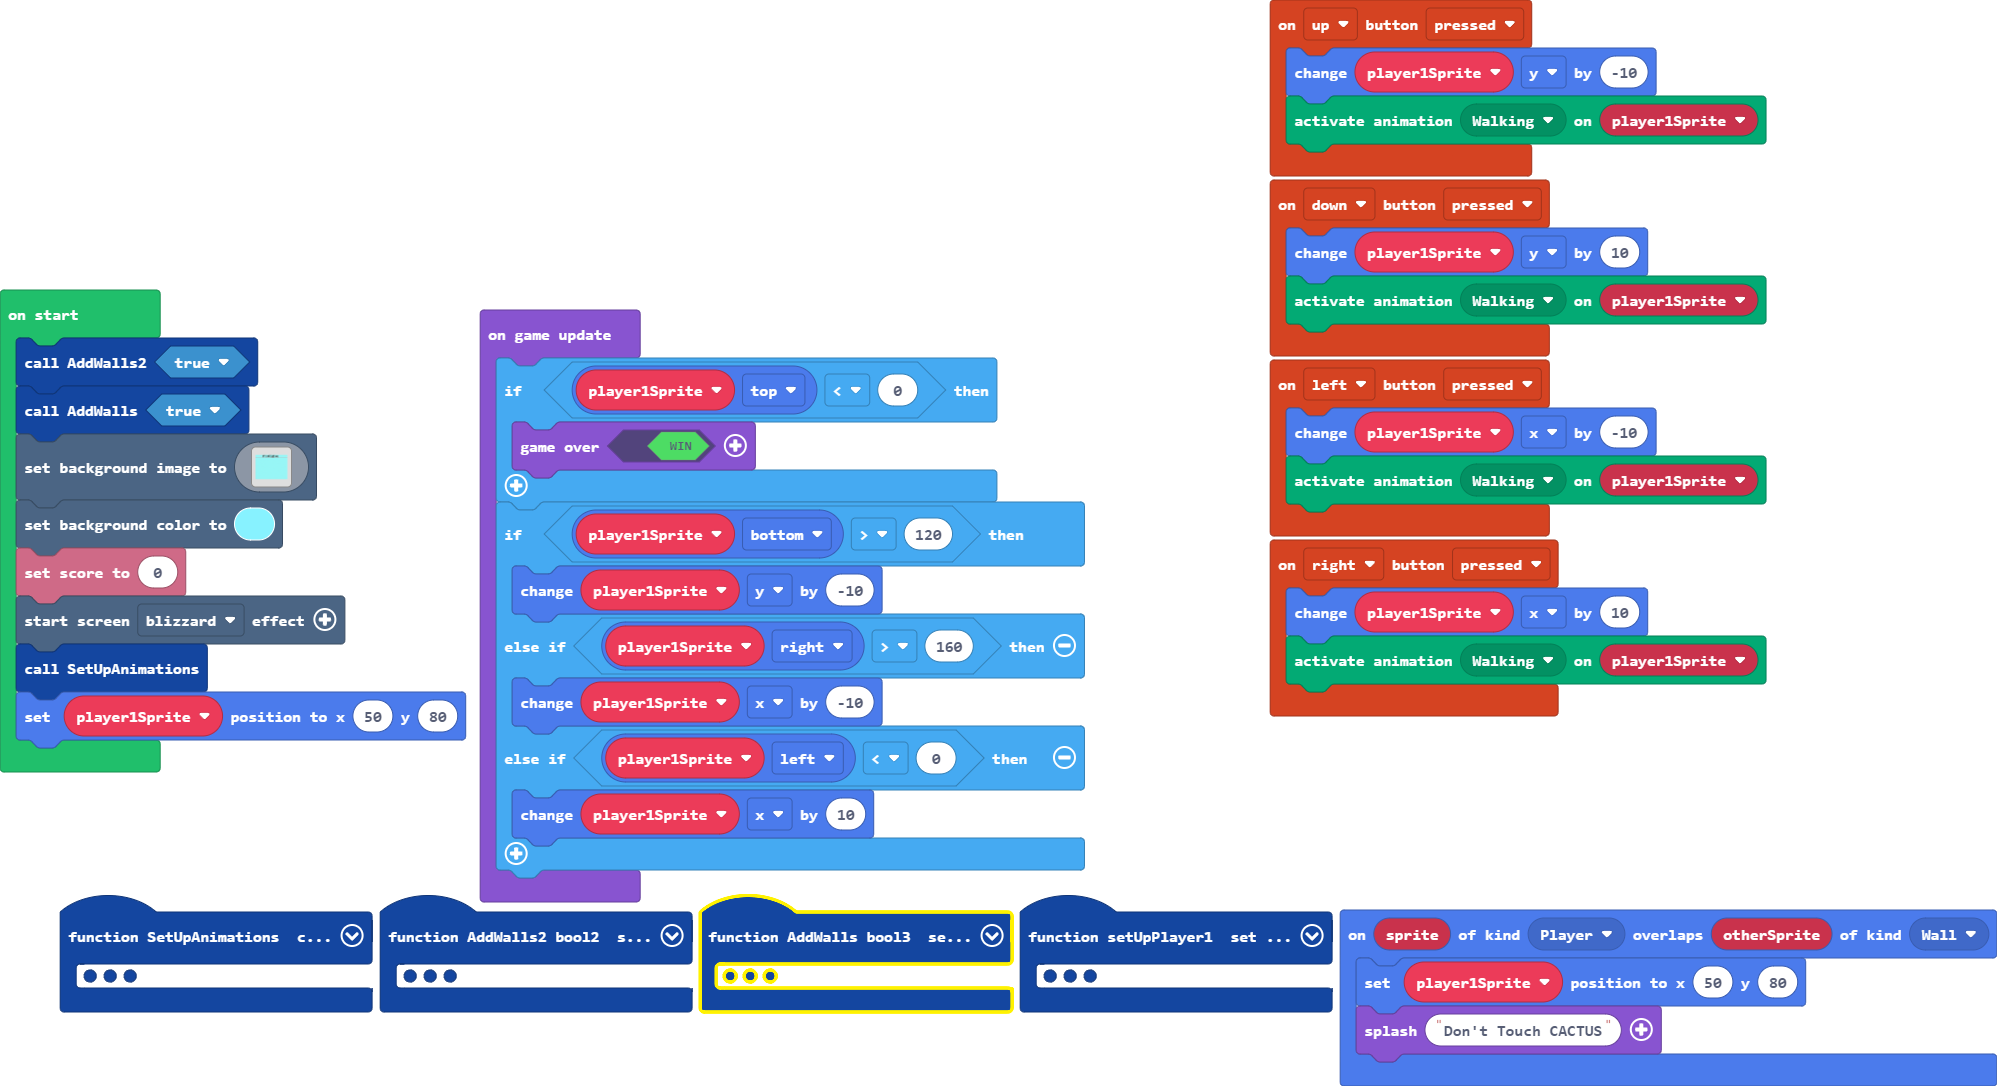 on start
call AddWalls2 true
call AddWalls true
set background image to
set background color to
set score to 0
start screen blizzard effect
call SetUpAnimations
set player1Sprite position to x 50 y 80
on game update
if player1Sprite top < 0 then
game over WIN
if player1Sprite bottom > 120 then
change player1Sprite y by -10
else if player1Sprite right > 160 then
change player1Sprite x by -10
else if player1Sprite left < 0 then
change player1Sprite x by 10
on up button pressed
change player1Sprite y by -10
activate animation Walking on player1Sprite
on down button pressed
change player1Sprite y by 10
activate animation Walking on player1Sprite
on left button pressed
change player1Sprite x by -10
activate animation Walking on player1Sprite
on right button pressed
change player1Sprite x by 10
activate animation Walking on player1Sprite
function SetUpAnimations c...
function AddWalls2 bool2 s...
function AddWalls bool3 se...
function setUpPlayer1 set ...
on sprite of kind Player overlaps otherSprite of kind Wall
set player1Sprite position to x 50 y 80
splash "Don't Touch CACTUS"